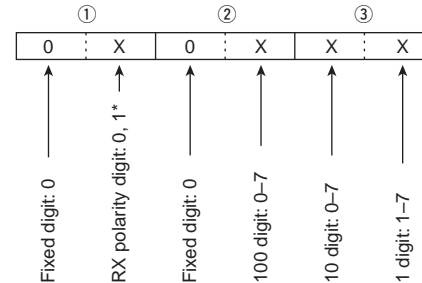 ① ② ③
0 X 0 X X X
Fixed digit: 0
RX polarity digit: 0, 1*
Fixed digit: 0
100 digit: 0–7
10 digit: 0–7
1 digit: 1–7